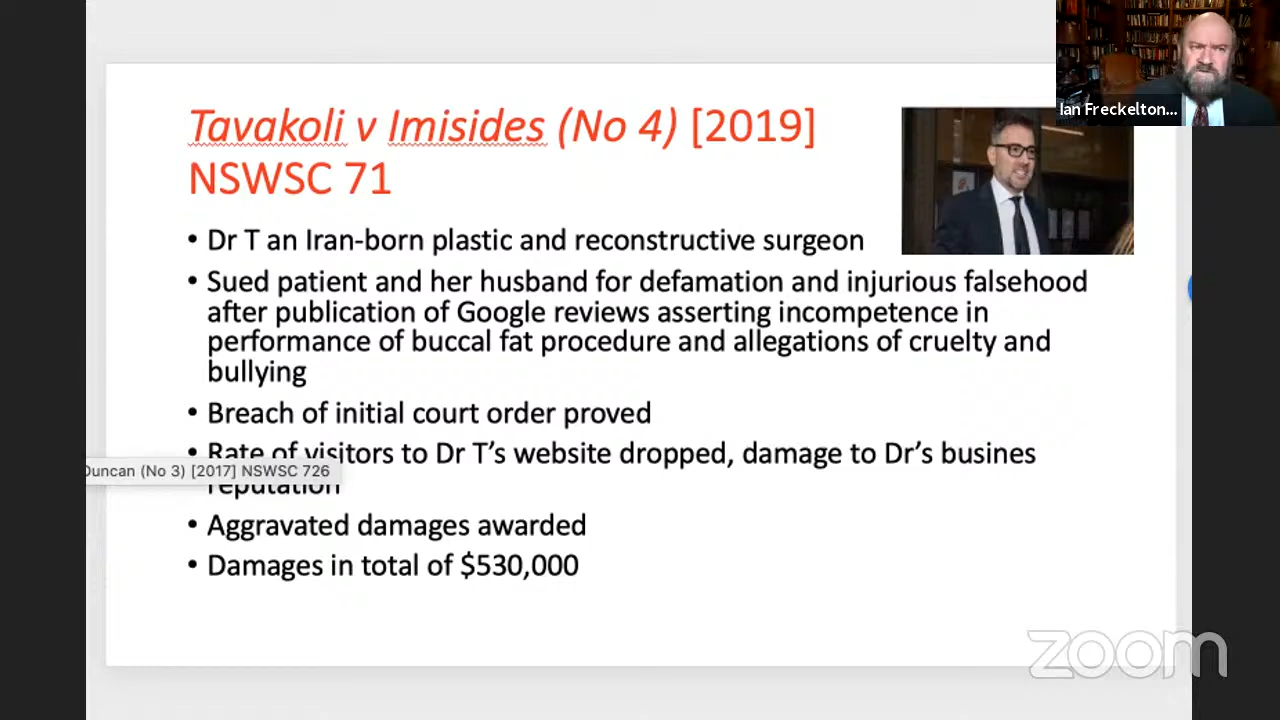 Ian Freckelton...
Tavakoli v Imisides (No 4) [2019]
NSWSC 71
• Dr T an Iran-born plastic and reconstructive surgeon
• Sued patient and her husband for defamation and injurious falsehood
after publication of Google reviews asserting incompetence in
performance of buccal fat procedure and allegations of cruelty and
bullying
• Breach of initial court order proved
• Rate of visitors to Dr T's website dropped, damage to Dr's busines
Duncan (No 3) [2017] NSWSC 726
reputation
• Aggravated damages awarded
• Damages in total of $530,000
zoom